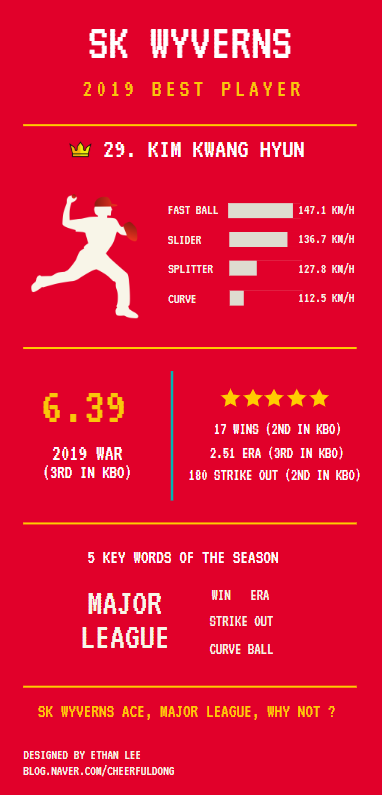 SK WYVERNS
2019 BEST PLAYER
29. KIM KWANG HYUN
FAST BALL 147.1 KM/H
SLIDER 136.7 KM/H
SPLITTER 127.8 KM/H
CURVE 112.5 KM/H
6.39
2019 WAR
(3RD IN KBO)
17 WINS (2ND IN KBO)
2.51 ERA (3RD IN KBO)
180 STRIKE OUT (2ND IN KBO)
5 KEY WORDS OF THE SEASON
MAJOR
LEAGUE
WIN ERA
STRIKE OUT
CURVE BALL
SK WYVERNS ACE, MAJOR LEAGUE, WHY NOT ?
DESIGNED BY ETHAN LEE
BLOG.NAVER.COM/CHEERFULDONG